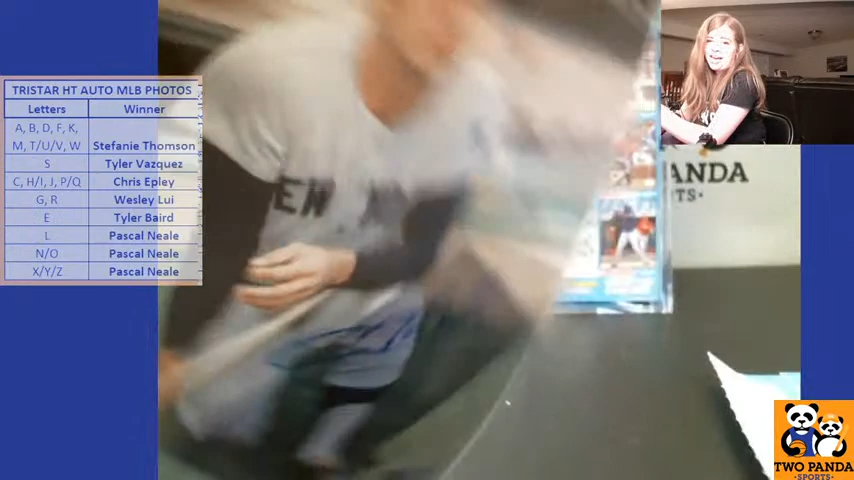 TRISTAR HT AUTO MLB PHOTOS
Letters Winner
A, B, D, F, K,
M, T/U/V, W Stefanie Thomson
S Tyler Vazquez
C, H/I, J, P/Q Chris Epley
G, R Wesley Lui
E Tyler Baird
L Pascal Neale
N/O Pascal Neale
X/Y/Z Pascal Neale
ANDA
TS•
TWO PANDA
•SPORTS•